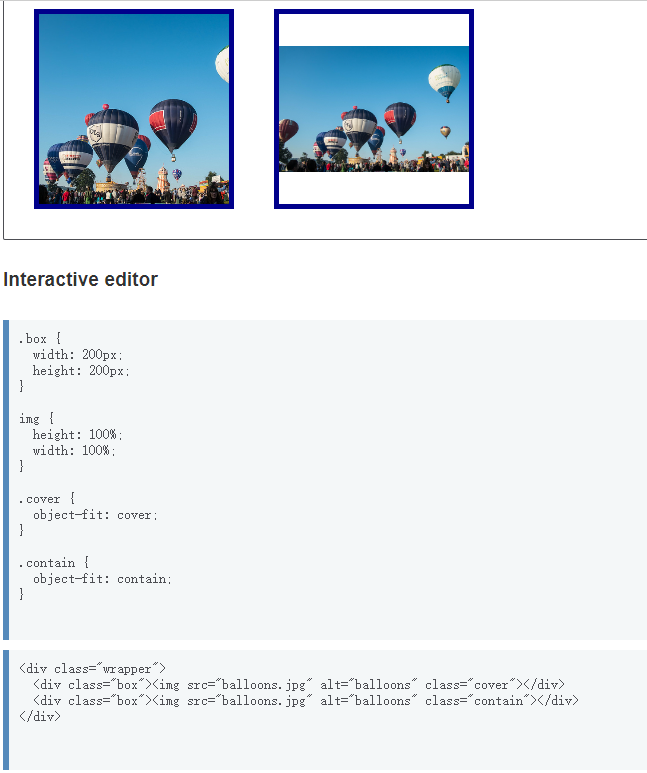 Interactive editor
.box {
  width: 200px;
  height: 200px;
}
img {
  height: 100%;
  width: 100%;
}
.cover {
  object-fit: cover;
}
.contain {
  object-fit: contain;
}
<div class="wrapper">
  <div class="box"><img src="balloons.jpg" alt="balloons" class="cover"></div>
  <div class="box"><img src="balloons.jpg" alt="balloons" class="contain"></div>
</div>